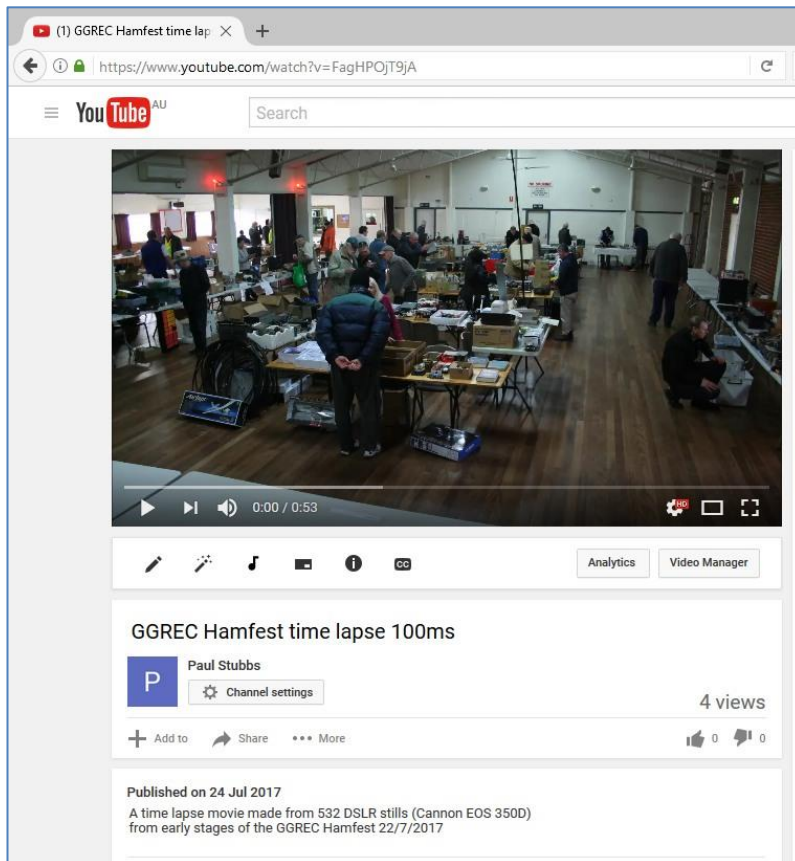 (1) GGREC Hamfest time lap
https://www.youtube.com/watch?v=FagHPOjT9jA
YouTube AU
Search
0:00 / 0:53
HD
CC
Analytics
Video Manager
GGREC Hamfest time lapse 100ms
P
Paul Stubbs
Channel settings
4 views
Add to
Share
More
0
0
Published on 24 Jul 2017
A time lapse movie made from 532 DSLR stills (Cannon EOS 350D)
from early stages of the GGREC Hamfest 22/7/2017